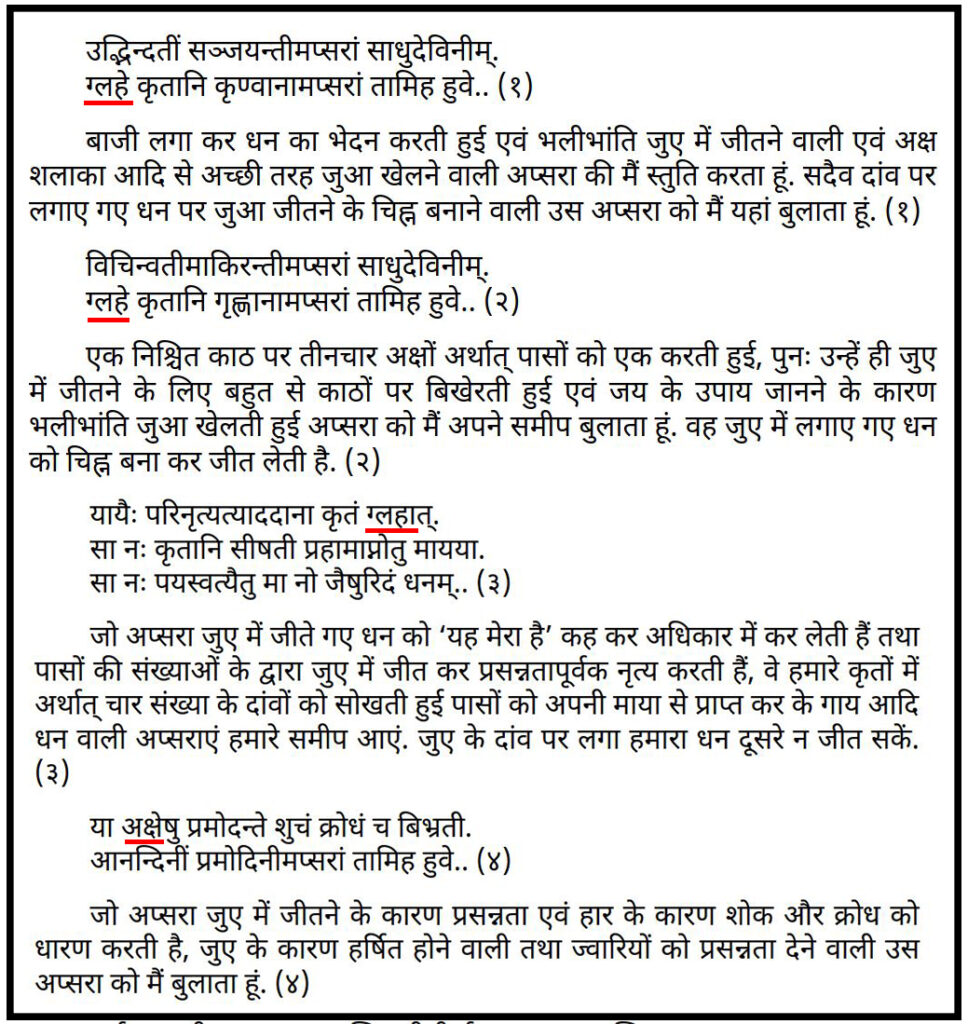 उद्भिन्दतीं सञ्जयन्तीमप्सरां साधुदेविनीम्.
ग्लहे कृतानि कृण्वानामप्सरां तामिह हुवे.. (१)
बाजी लगा कर धन का भेदन करती हुई एवं भलीभांति जुए में जीतने वाली एवं अक्ष
शलाका आदि से अच्छी तरह जुआ खेलने वाली अप्सरा की मैं स्तुति करता हूं. सदैव दांव पर
लगाए गए धन पर जुआ जीतने के चिह्न बनाने वाली उस अप्सरा को मैं यहां बुलाता हूं. (१)
विचिन्वतीमाकिरन्तीमप्सरां साधुदेविनीम्.
ग्लहे कृतानि गृह्णानामप्सरां तामिह हुवे.. (२)
एक निश्चित काठ पर तीनचार अक्षों अर्थात् पासों को एक करती हुई, पुनः उन्हें ही जुए
में जीतने के लिए बहुत से काठों पर बिखेरती हुई एवं जय के उपाय जानने के कारण
भलीभांति जुआ खेलती हुई अप्सरा को मैं अपने समीप बुलाता हूं. वह जुए में लगाए गए धन
को चिह्न बना कर जीत लेती है. (२)
यायैः परिनृत्यत्याददाना कृतं ग्लहात्.
सा नः कृतानि सीषती प्रहामाप्नोतु मायया.
सा नः पयस्वत्यैतु मा नो जैषुरिदं धनम्.. (३)
जो अप्सरा जुए में जीते गए धन को ‘यह मेरा है’ कह कर अधिकार में कर लेती हैं तथा
पासों की संख्याओं के द्वारा जुए में जीत कर प्रसन्नतापूर्वक नृत्य करती हैं, वे हमारे कृतों में
अर्थात् चार संख्या के दांवों को सोखती हुई पासों को अपनी माया से प्राप्त कर के गाय आदि
धन वाली अप्सराएं हमारे समीप आएं. जुए के दांव पर लगा हमारा धन दूसरे न जीत सकें.
(३)
या अक्षेषु प्रमोदन्ते शुचं क्रोधं च बिभ्रती.
आनन्दिनीं प्रमोदिनीमप्सरां तामिह हुवे.. (४)
जो अप्सरा जुए में जीतने के कारण प्रसन्नता एवं हार के कारण शोक और क्रोध को
धारण करती है, जुए के कारण हर्षित होने वाली तथा ज्वारियों को प्रसन्नता देने वाली उस
अप्सरा को मैं बुलाता हूं. (४)